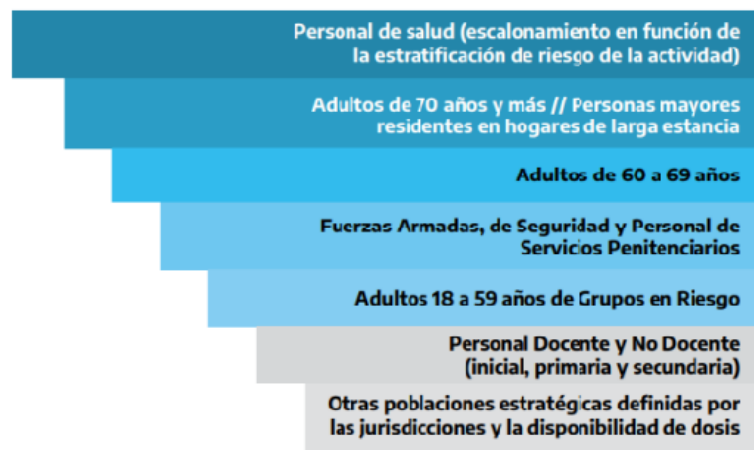 Personal de salud (escalonamiento en función de
la estratificación de riesgo de la actividad)
Adultos de 70 años y más // Personas mayores
residentes en hogares de larga estancia
Adultos de 60 a 69 años
Fuerzas Armadas, de Seguridad y Personal de
Servicios Penitenciarios
Adultos 18 a 59 años de Grupos en Riesgo
Personal Docente y No Docente
(inicial, primaria y secundaria)
Otras poblaciones estratégicas definidas por
las jurisdicciones y la disponibilidad de dosis